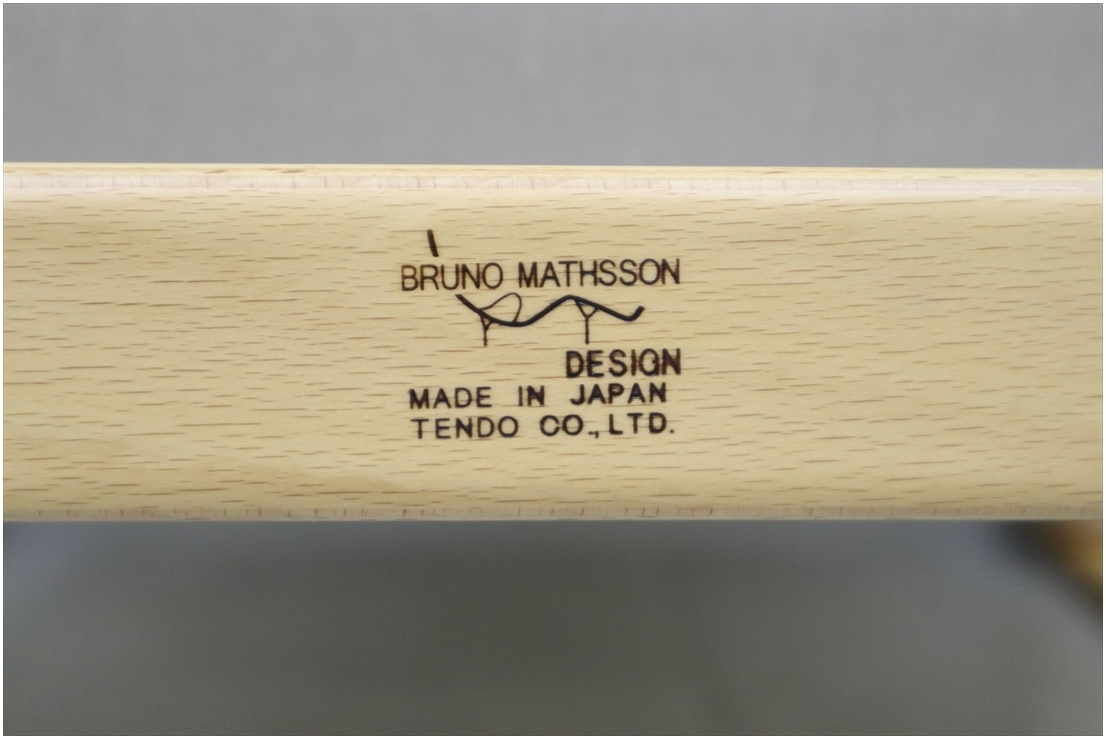 BRUNO MATHSSON
DESIGN
MADE IN JAPAN
TENDO CO.,LTD.